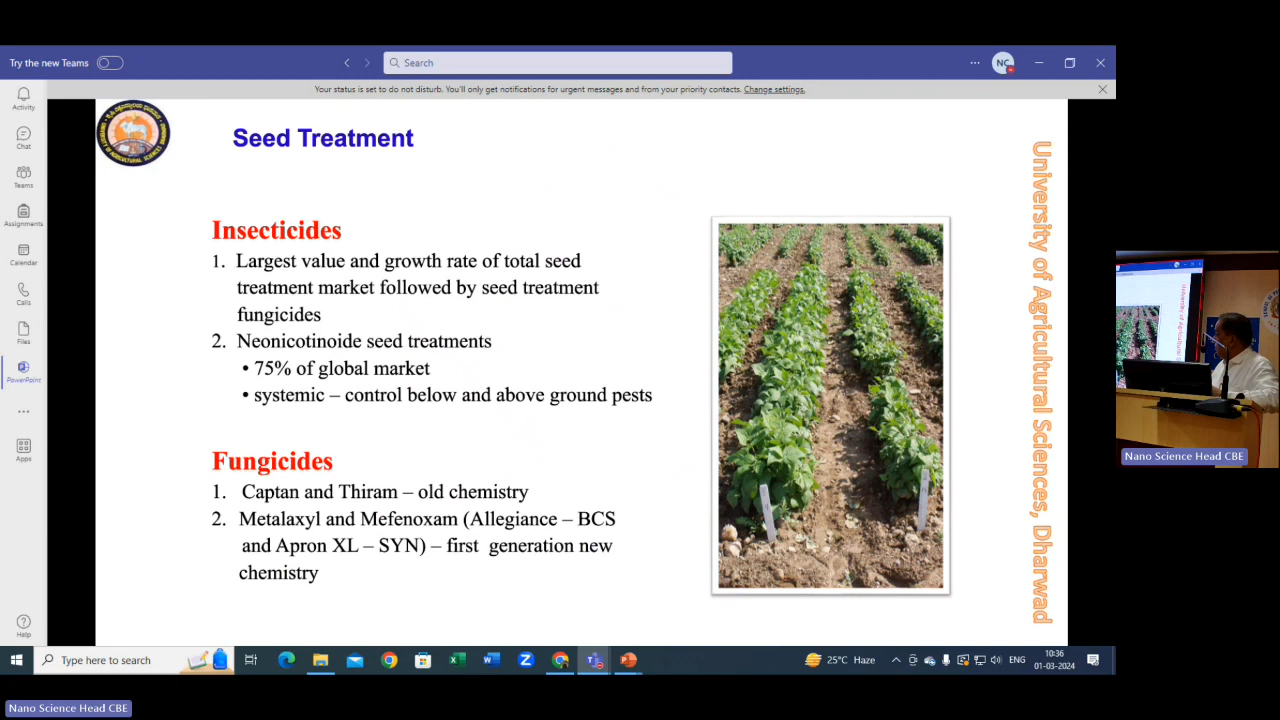 Try the new Teams
Search
NC
Your status is set to do not disturb. You'll only get notifications for urgent messages and from your priority contacts. Change settings.
Activity
Chat
Teams
Assignments
Calendar
Calls
Files
PowerPoint
Apps
Help
Seed Treatment
Insecticides
1. Largest value and growth rate of total seed
treatment market followed by seed treatment
fungicides
2. Neonicotinoide seed treatments
• 75% of global market
• systemic – control below and above ground pests
Fungicides
1. Captan and Thiram – old chemistry
2. Metalaxyl and Mefenoxam (Allegiance – BCS
and Apron XL – SYN) – first generation new
chemistry
University of Agricultural Sciences, Dharwad
Nano Science Head CBE
Type here to search
25°C Haze
ENG
10:36
01-03-2024
Nano Science Head CBE